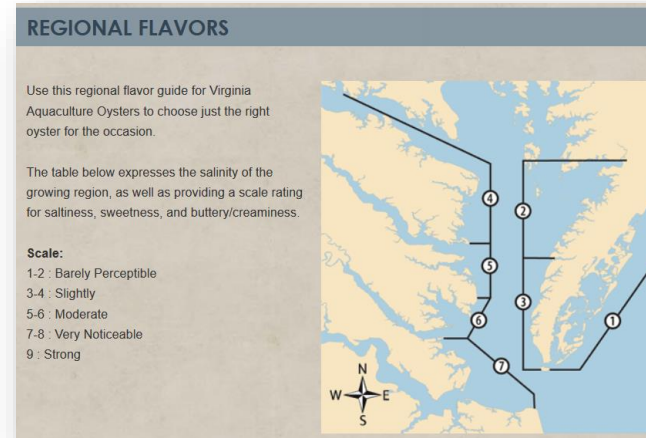 REGIONAL FLAVORS
Use this regional flavor guide for Virginia
Aquaculture Oysters to choose just the right
oyster for the occasion.
The table below expresses the salinity of the
growing region, as well as providing a scale rating
for saltiness, sweetness, and buttery/creaminess.
Scale:
1-2 : Barely Perceptible
3-4 : Slightly
5-6 : Moderate
7-8 : Very Noticeable
9 : Strong
4
2
5
3
6
1
7
N
W E
S